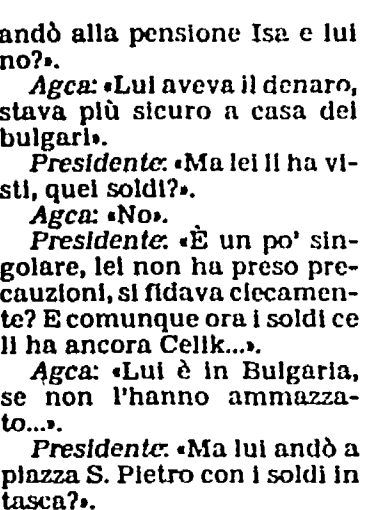 andò alla pensione Isa e lui
no?».
Agca: «Lui aveva il denaro,
stava più sicuro a casa dei
bulgari».
Presidente: «Ma lei li ha vi-
sti, quei soldi?».
Agca: «No».
Presidente: «È un po' sin-
golare, lei non ha preso pre-
cauzioni, si fidava ciecamen-
te? E comunque ora i soldi ce
li ha ancora Celik...».
Agca: «Lui è in Bulgaria,
se non l'hanno ammazza-
to...».
Presidente: «Ma lui andò a
piazza S. Pietro con i soldi in
tasca?».